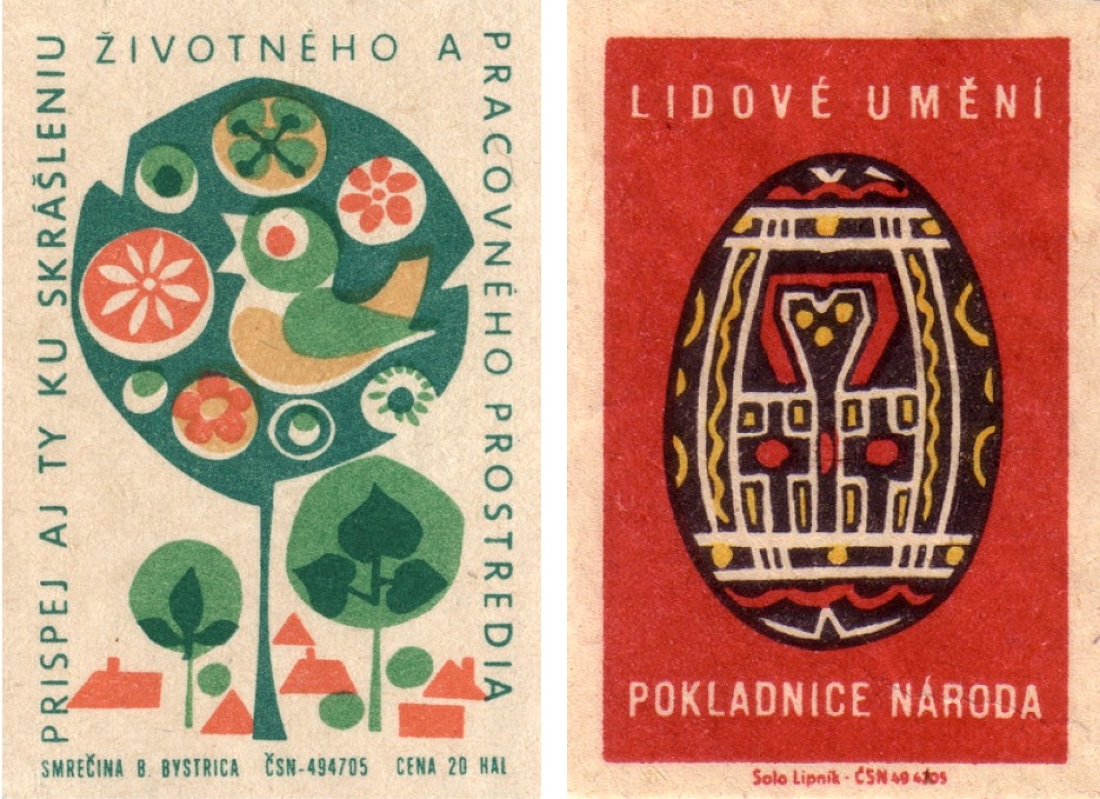 PRISPEJ AJ TY KU SKRÁŠLENIU
ŽIVOTNÉHO A
PRACOVNÉHO PROSTREDIA
SMREČINA B. BYSTRICA ČSN-494705 CENA 20 HAL
LIDOVÉ UMĚNÍ
POKLADNICE NÁRODA
Solo Lipník · ČSN 49 4705